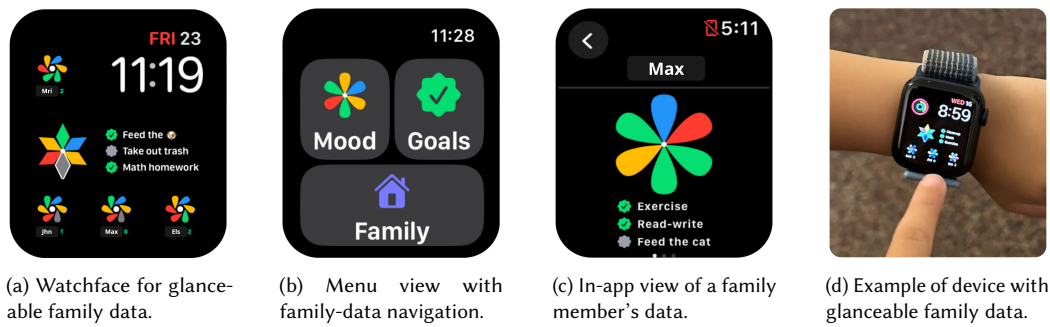 FRI 23
11:19
Mri 2
Feed the
Take out trash
Math homework
Jhn 1
Max 0
Els 2
(a) Watchface for glance-
able family data.
11:28
Mood
Goals
Family
(b) Menu view with
family-data navigation.
5:11
Max
Exercise
Read-write
Feed the cat
(c) In-app view of a family
member's data.
WED 16
8:59
(d) Example of device with
glanceable family data.